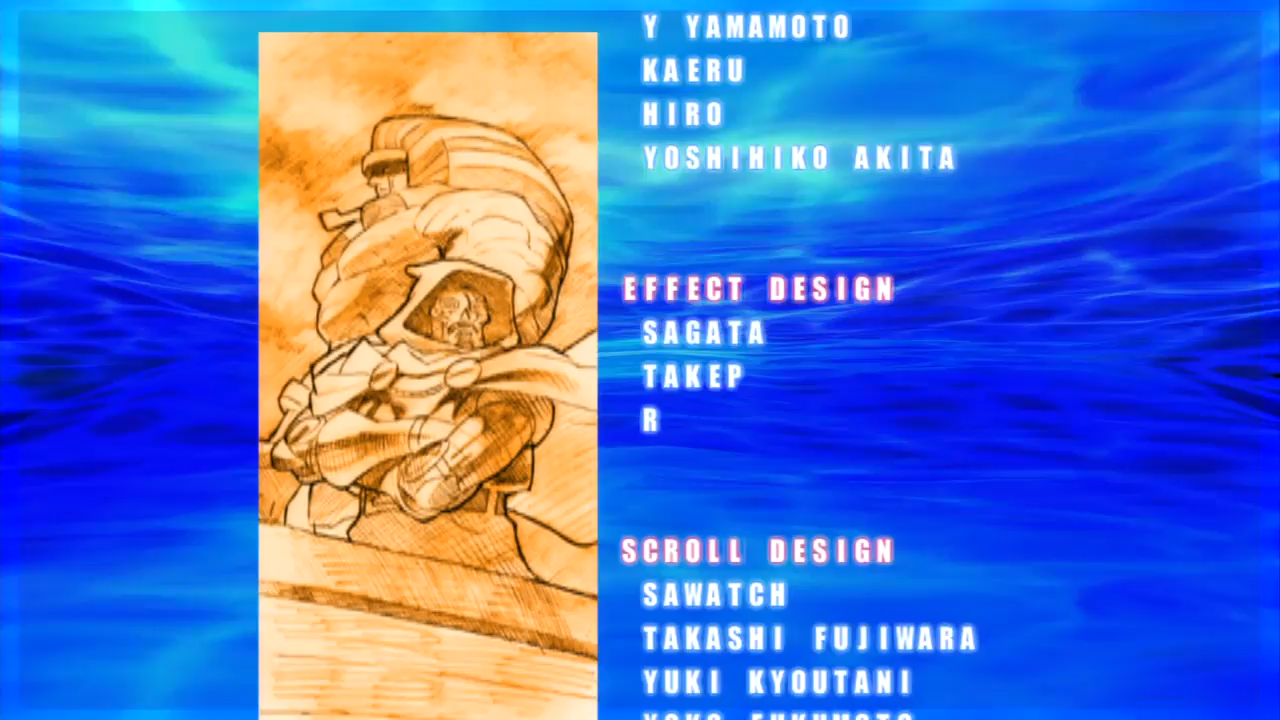 Y YAMAMOTO
KAERU
HIRO
YOSHIHIKO AKITA
EFFECT DESIGN
SAGATA
TAKEP
R
SCROLL DESIGN
SAWATCH
TAKASHI FUJIWARA
YUKI KYOUTANI